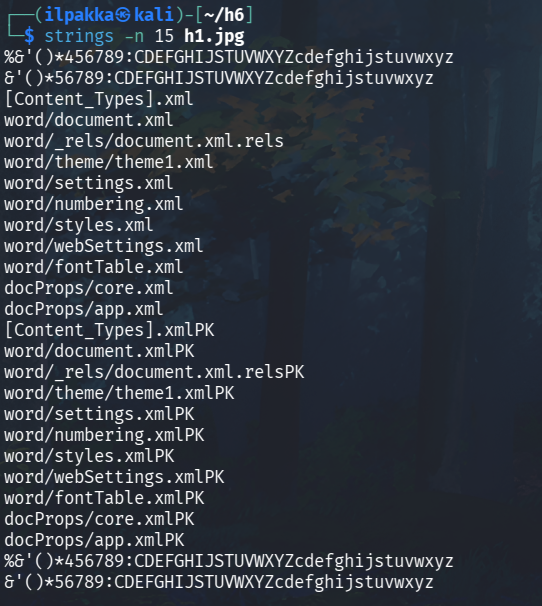 ┌──(ilpakka㉿kali)-[~/h6]
└─$ strings -n 15 h1.jpg
%&'()*456789:CDEFGHIJSTUVWXYZcdefghijstuvwxyz
&'()*56789:CDEFGHIJSTUVWXYZcdefghijstuvwxyz
[Content_Types].xml
word/document.xml
word/_rels/document.xml.rels
word/theme/theme1.xml
word/settings.xml
word/numbering.xml
word/styles.xml
word/webSettings.xml
word/fontTable.xml
docProps/core.xml
docProps/app.xml
[Content_Types].xmlPK
word/document.xmlPK
word/_rels/document.xml.relsPK
word/theme/theme1.xmlPK
word/settings.xmlPK
word/numbering.xmlPK
word/styles.xmlPK
word/webSettings.xmlPK
word/fontTable.xmlPK
docProps/core.xmlPK
docProps/app.xmlPK
%&'()*456789:CDEFGHIJSTUVWXYZcdefghijstuvwxyz
&'()*56789:CDEFGHIJSTUVWXYZcdefghijstuvwxyz